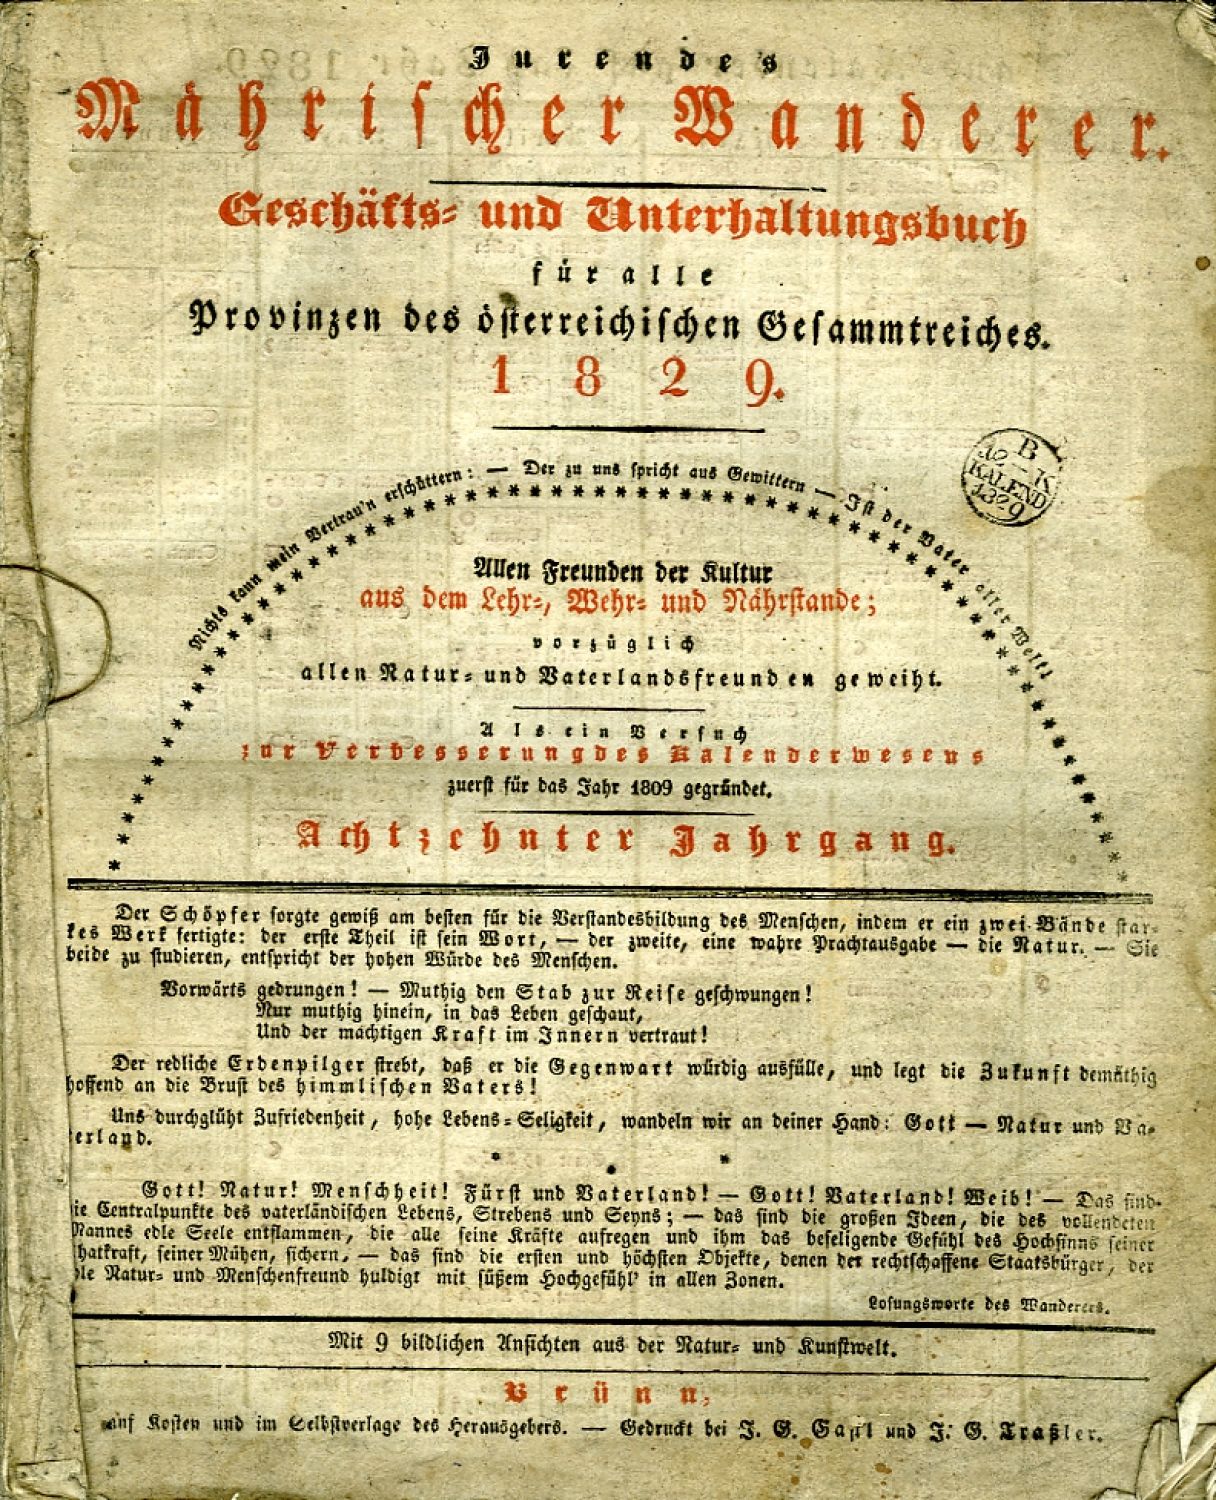 Jurendes
Mährischer Wanderer.
Geschäfts- und Unterhaltungsbuch
für alle
Provinzen des österreichischen Gesammtreiches.
1829.
B
12 – K
KALEND
1829
Nichts kann mein Vertrau'n erschüttern: — Der zu uns spricht aus Gewittern — Ist der Vater aller Welt!
Allen Freunden der Kultur
aus dem Lehr-, Wehr- und Nährstande;
vorzüglich
allen Natur- und Vaterlandsfreunden geweiht.
Als ein Versuch
zur Verbesserung des Kalenderwesens
zuerst für das Jahr 1809 gegründet.
Achtzehnter Jahrgang.
Der Schöpfer sorgte gewiß am besten für die Verstandesbildung des Menschen, indem er ein zwei Bände star-
kes Werk fertigte: der erste Theil ist sein Wort, — der zweite, eine wahre Prachtausgabe — die Natur. — Sie
beide zu studieren, entspricht der hohen Würde des Menschen.
Vorwärts gedrungen! — Muthig den Stab zur Reise geschwungen!
Nur muthig hinein, in das Leben geschaut,
Und der mächtigen Kraft im Innern vertraut!
Der redliche Erdenpilger strebt, daß er die Gegenwart würdig ausfülle, und legt die Zukunft demüthig
hoffend an die Brust des himmlischen Vaters!
Uns durchglüht Zufriedenheit, hohe Lebens-Seligkeit, wandeln wir an deiner Hand: Gott — Natur und Va-
terland.
* * *
Gott! Natur! Menschheit! Fürst und Vaterland! — Gott! Vaterland! Weib! — Das sind
die Centralpunkte des vaterländischen Lebens, Strebens und Seyns; — das sind die großen Ideen, die des vollendeten
Mannes edle Seele entflammen, die alle seine Kräfte aufregen und ihm das beseligende Gefühl des Hochsinns seiner
Thatkraft, seiner Mühen, sichern, — das sind die ersten und höchsten Objekte, denen der rechtschaffene Staatsbürger, der
edle Natur- und Menschenfreund huldigt mit süßem Hochgefühl' in allen Zonen.
Losungsworte des Wanderers.
Mit 9 bildlichen Ansichten aus der Natur- und Kunstwelt.
Brünn,
auf Kosten und im Selbstverlage des Herausgebers. — Gedruckt bei J. G. Gastl und J. G. Traßler.